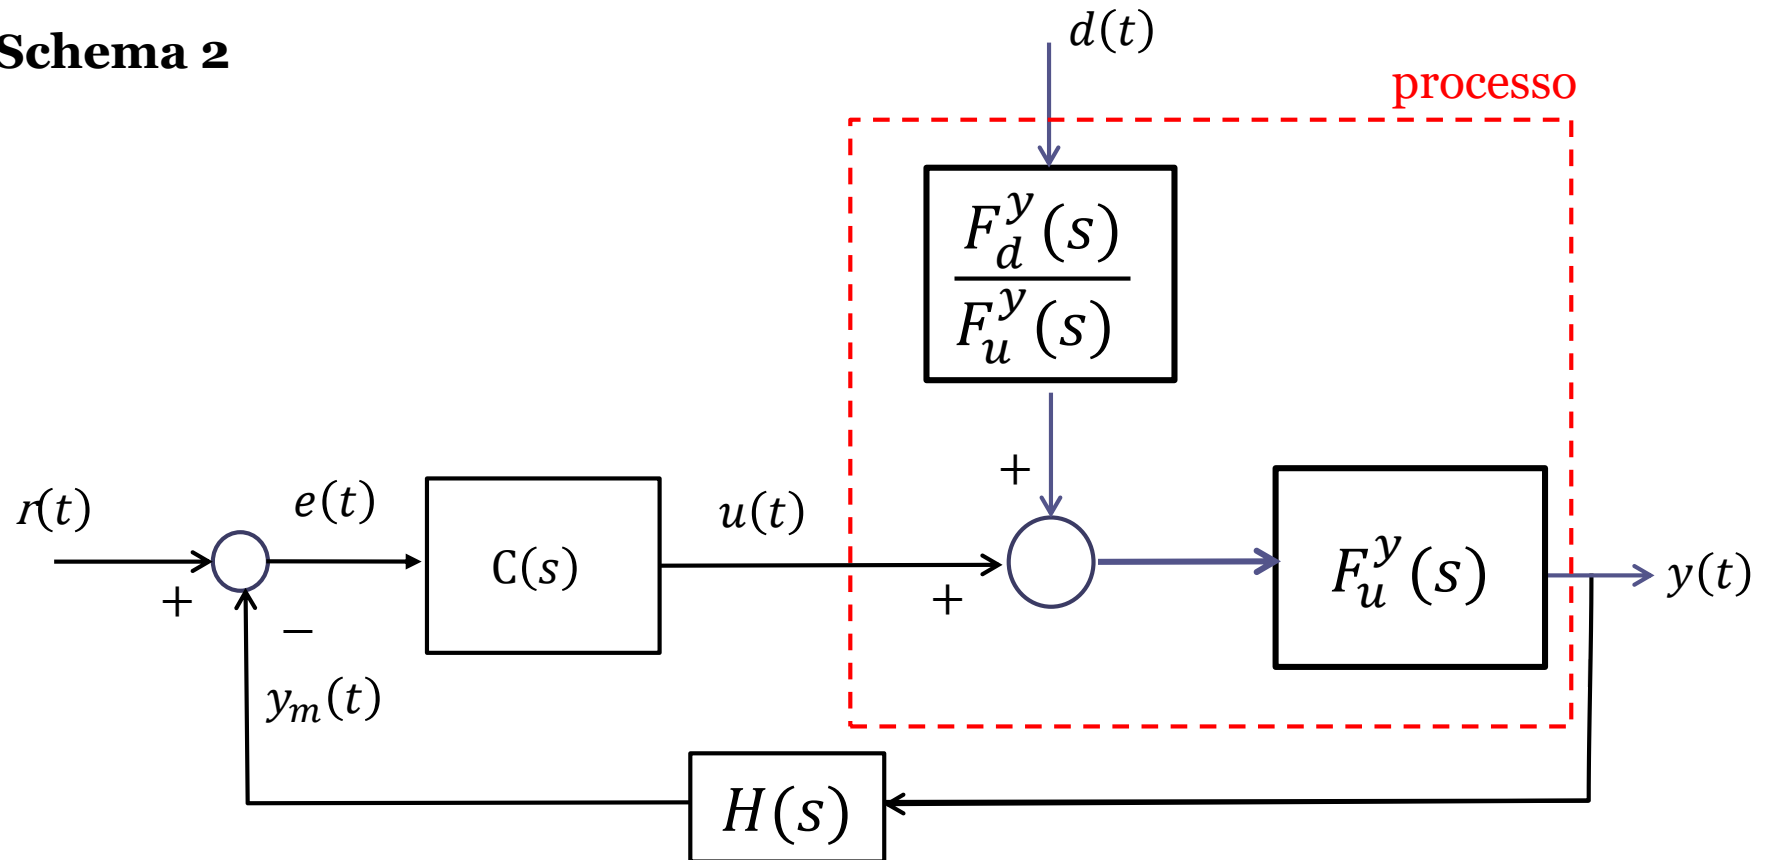 Schema 2
d(t)
processo
F_d^y(s)
F_u^y(s)
+
r(t)
e(t)
C(s)
u(t)
F_u^y(s)
y(t)
+
−
+
y_m(t)
H(s)